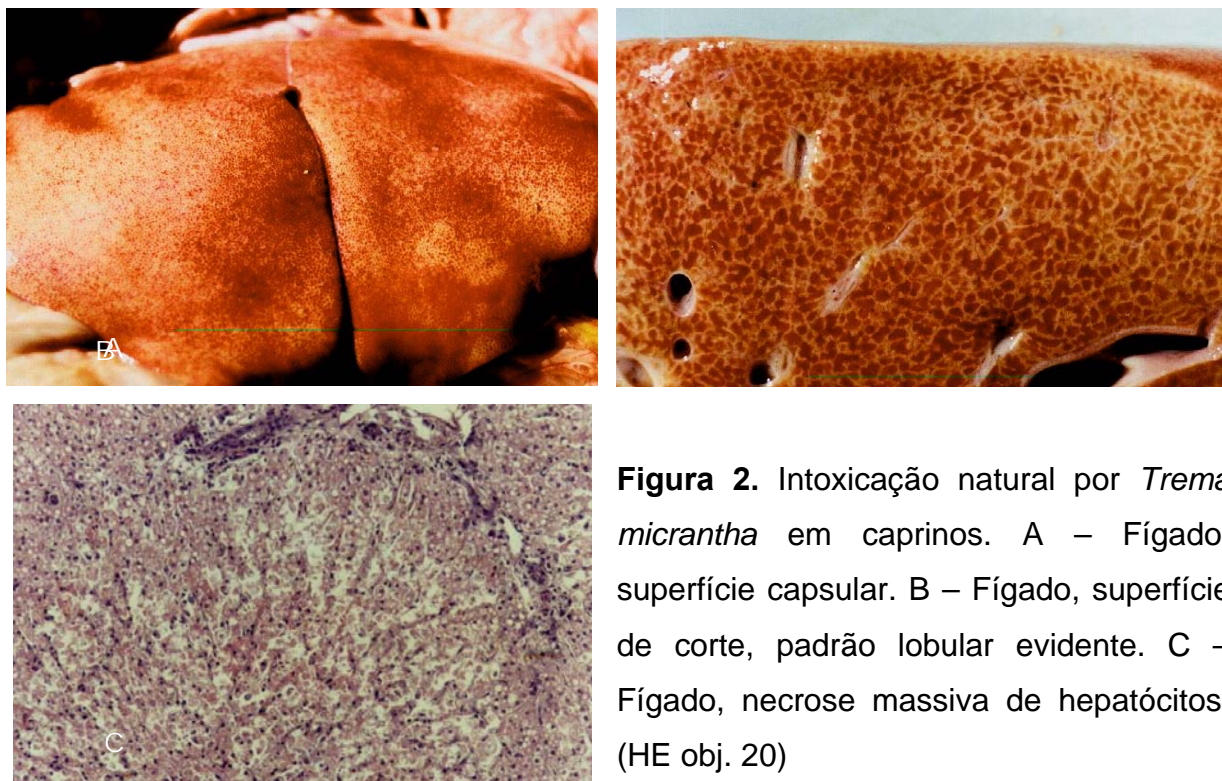 BA
C
Figura 2. Intoxicação natural por Trema
micrantha em caprinos. A – Fígado
superfície capsular. B – Fígado, superfície
de corte, padrão lobular evidente. C –
Fígado, necrose massiva de hepatócitos
(HE obj. 20)